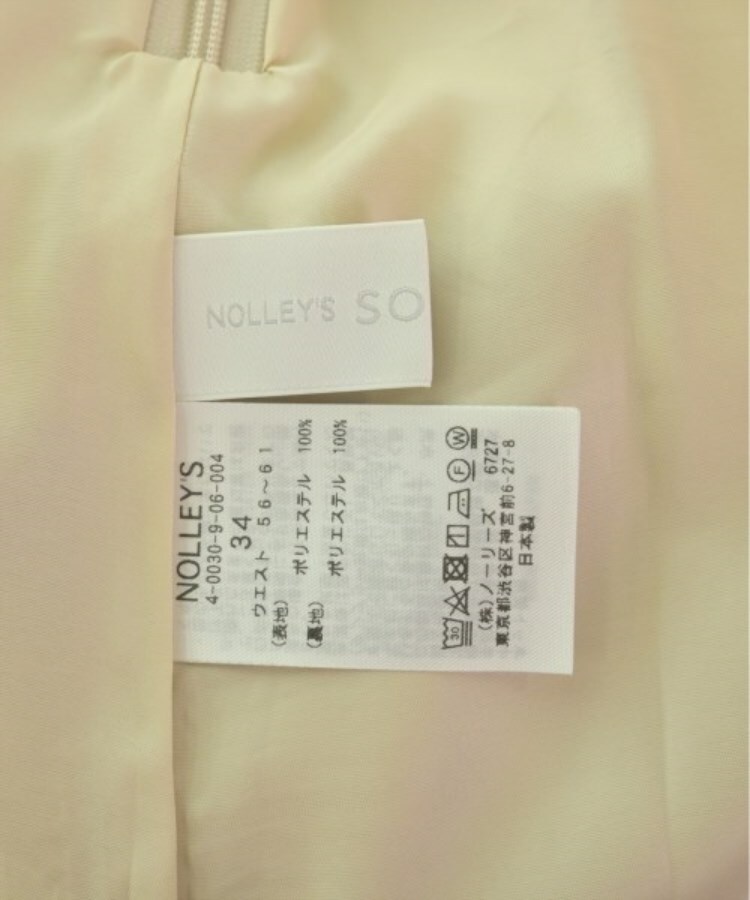 NOLLEY'S SO
NOLLEY'S
4-0030-9-06-004
34
ウエスト 56〜61
(表地)
ポリエステル 100%
(裏地)
ポリエステル 100%
30 F W
(株)ノーリーズ 6727
東京都渋谷区神宮前6-27-8
日本製